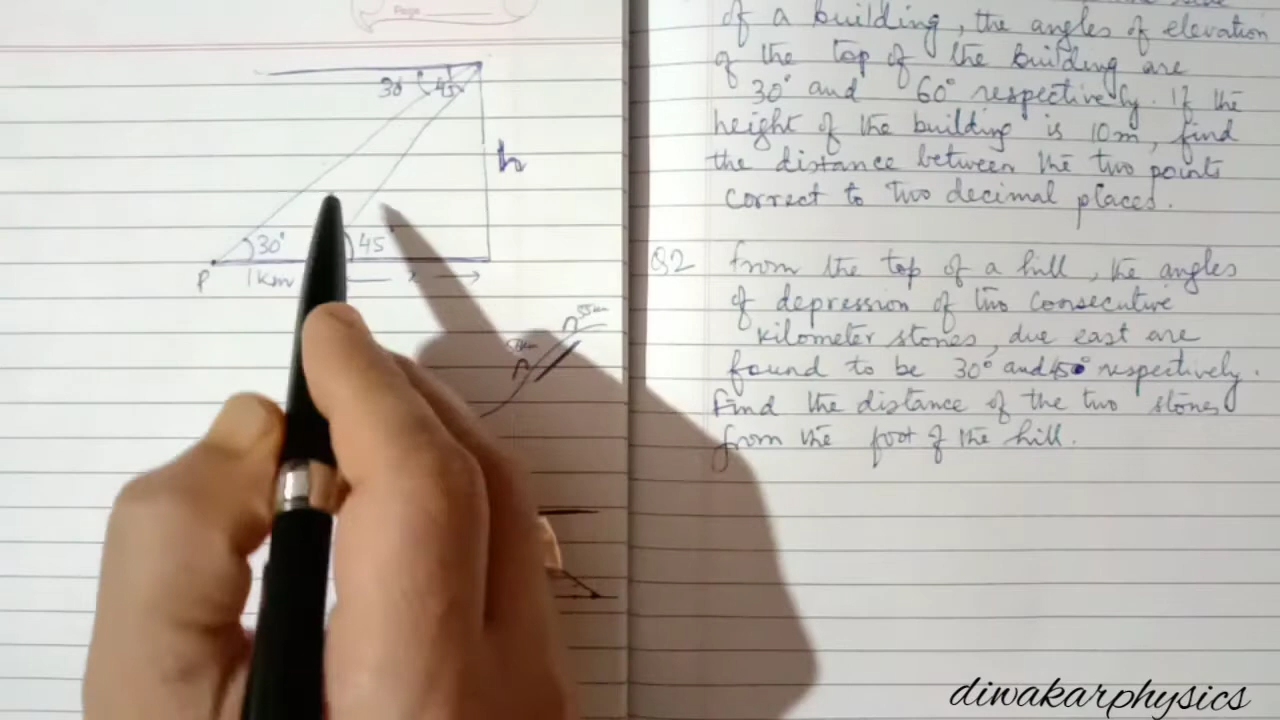 Page
30 45
h
30° 45
P 1km x
55km
of a building, the angles of elevation
of the top of the building are
30° and 60° respectively. If the
height of the building is 10m, find
the distance between the two points
correct to two decimal places.
Q2 from the top of a hill, the angles
of depression of two consecutive
kilometer stones, due east are
found to be 30° and 45° respectively.
Find the distance of the two stones
from the foot of the hill.
diwakarphysics